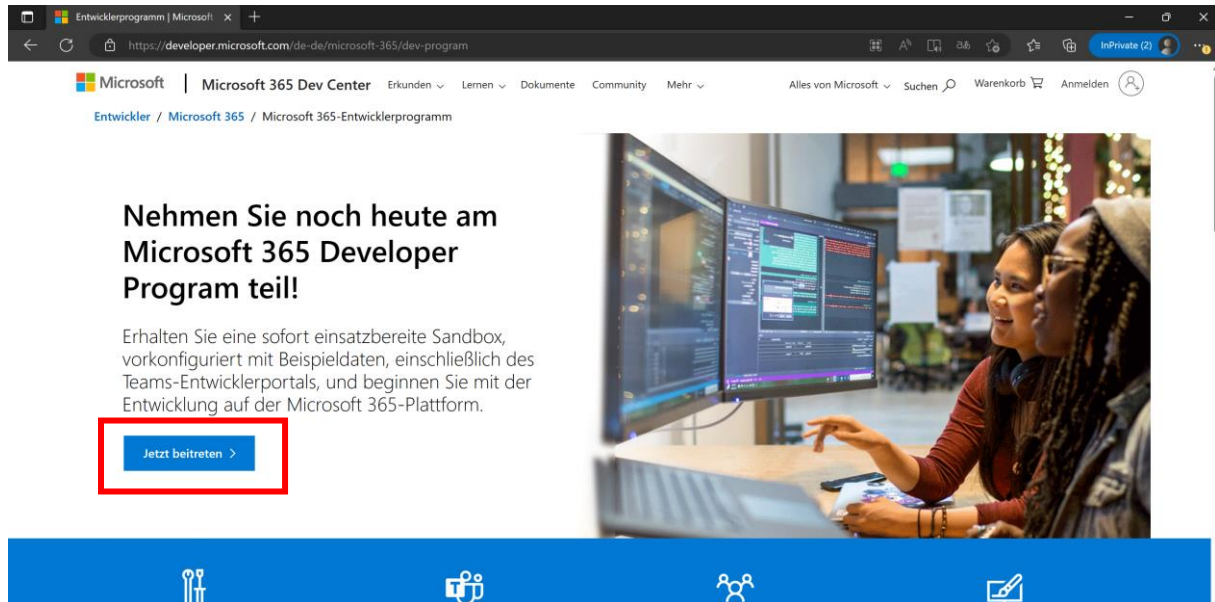 Entwicklerprogramm | Microsoft
https://developer.microsoft.com/de-de/microsoft-365/dev-program
InPrivate (2)
Microsoft
Microsoft 365 Dev Center Erkunden Lernen Dokumente Community Mehr Alles von Microsoft Suchen Warenkorb Anmelden
Entwickler / Microsoft 365 / Microsoft 365-Entwicklerprogramm
Nehmen Sie noch heute am
Microsoft 365 Developer
Program teil!
Erhalten Sie eine sofort einsatzbereite Sandbox,
vorkonfiguriert mit Beispieldaten, einschließlich des
Teams-Entwicklerportals, und beginnen Sie mit der
Entwicklung auf der Microsoft 365-Plattform.
Jetzt beitreten >